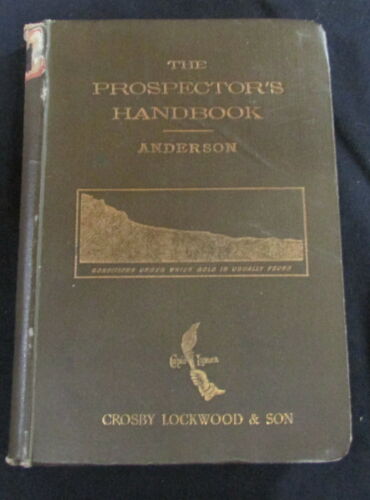 THE
PROSPECTOR'S
HANDBOOK
ANDERSON
CONDITIONS UNDER WHICH GOLD IS USUALLY FOUND
CROSBY LOCKWOOD & SON